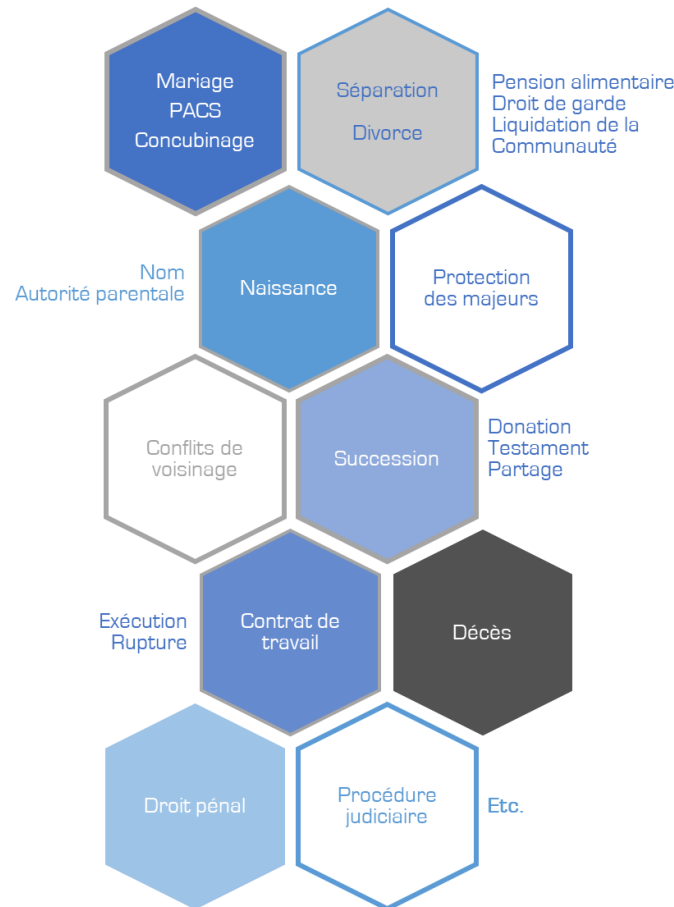 Mariage
PACS
Concubinage
Séparation
Divorce
Pension alimentaire
Droit de garde
Liquidation de la
Communauté
Nom
Autorité parentale
Naissance
Protection
des majeurs
Conflits de
voisinage
Succession
Donation
Testament
Partage
Exécution
Rupture
Contrat de
travail
Décès
Droit pénal
Procédure
judiciaire
Etc.